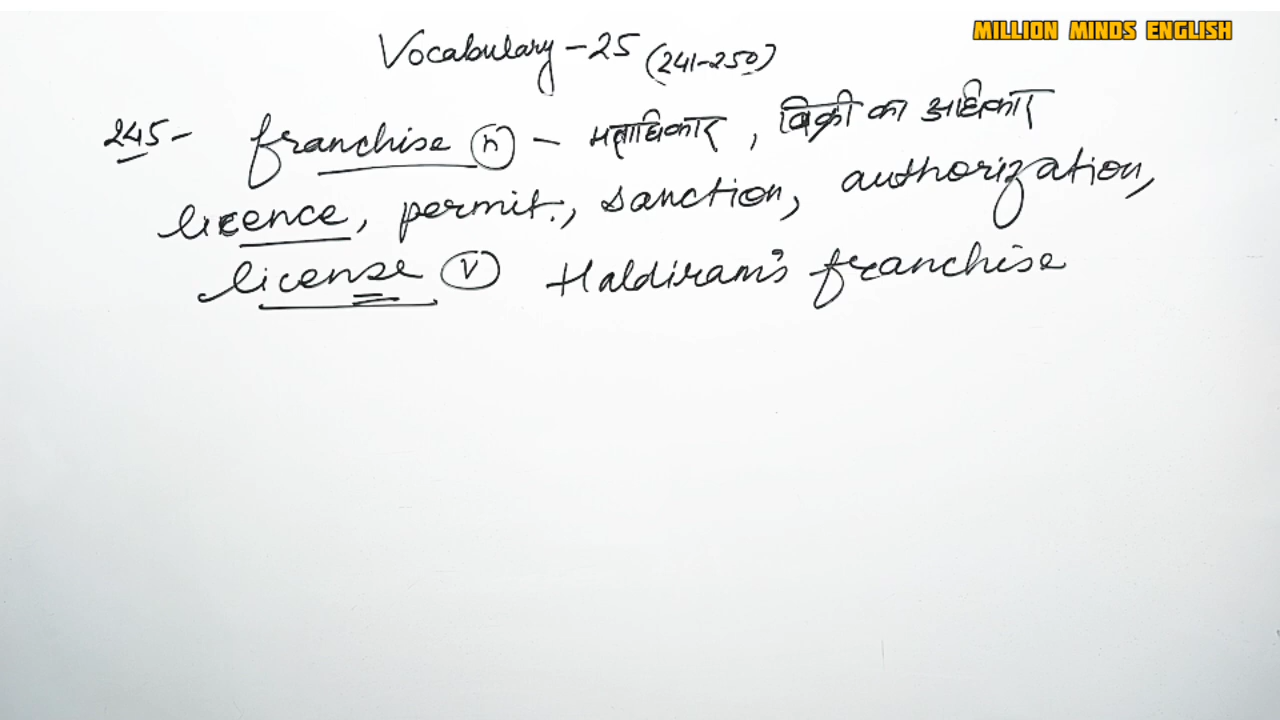 MILLION MINDS ENGLISH
Vocabulary - 25 (241-250)
245- franchise (n) - मताधिकार, बिक्री का अधिकार
licence, permit, sanction, authorization,
license (v) Haldiram's franchise